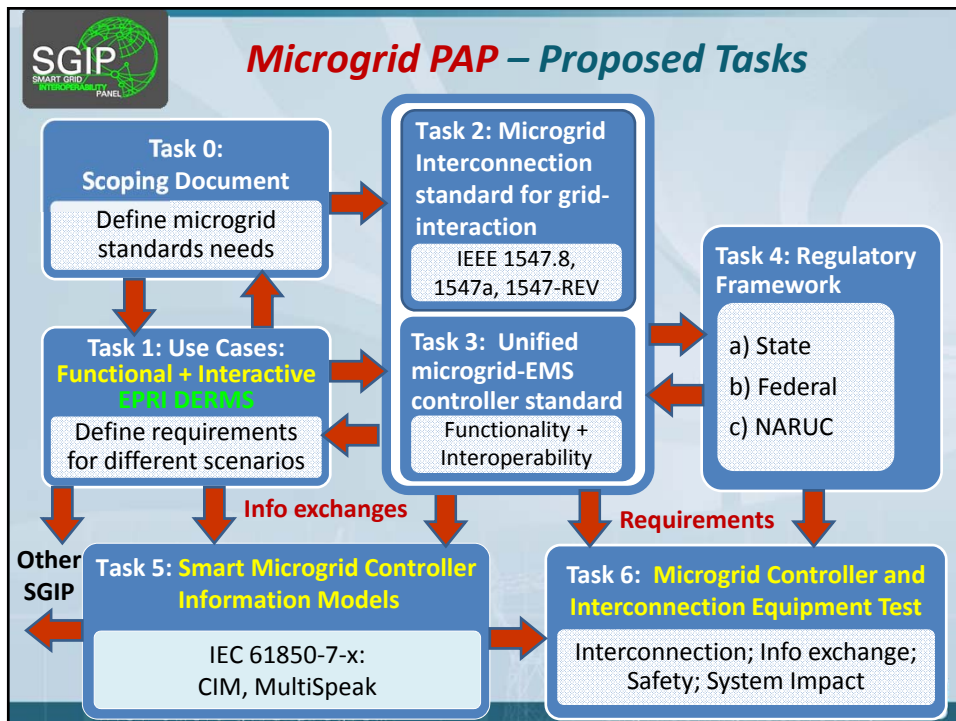 SGIP
SMART GRID
INTEROPERABILITY
PANEL
Microgrid PAP – Proposed Tasks
Task 0:
Scoping Document
Define microgrid
standards needs
Task 2: Microgrid
Interconnection
standard for grid-
interaction
IEEE 1547.8,
1547a, 1547-REV
Task 1: Use Cases:
Functional + Interactive
EPRI DERMS
Define requirements
for different scenarios
Task 3: Unified
microgrid-EMS
controller standard
Functionality +
Interoperability
Task 4: Regulatory
Framework
a) State
b) Federal
c) NARUC
Info exchanges
Requirements
Other
SGIP
Task 5: Smart Microgrid Controller
Information Models
IEC 61850-7-x:
CIM, MultiSpeak
Task 6: Microgrid Controller and
Interconnection Equipment Test
Interconnection; Info exchange;
Safety; System Impact